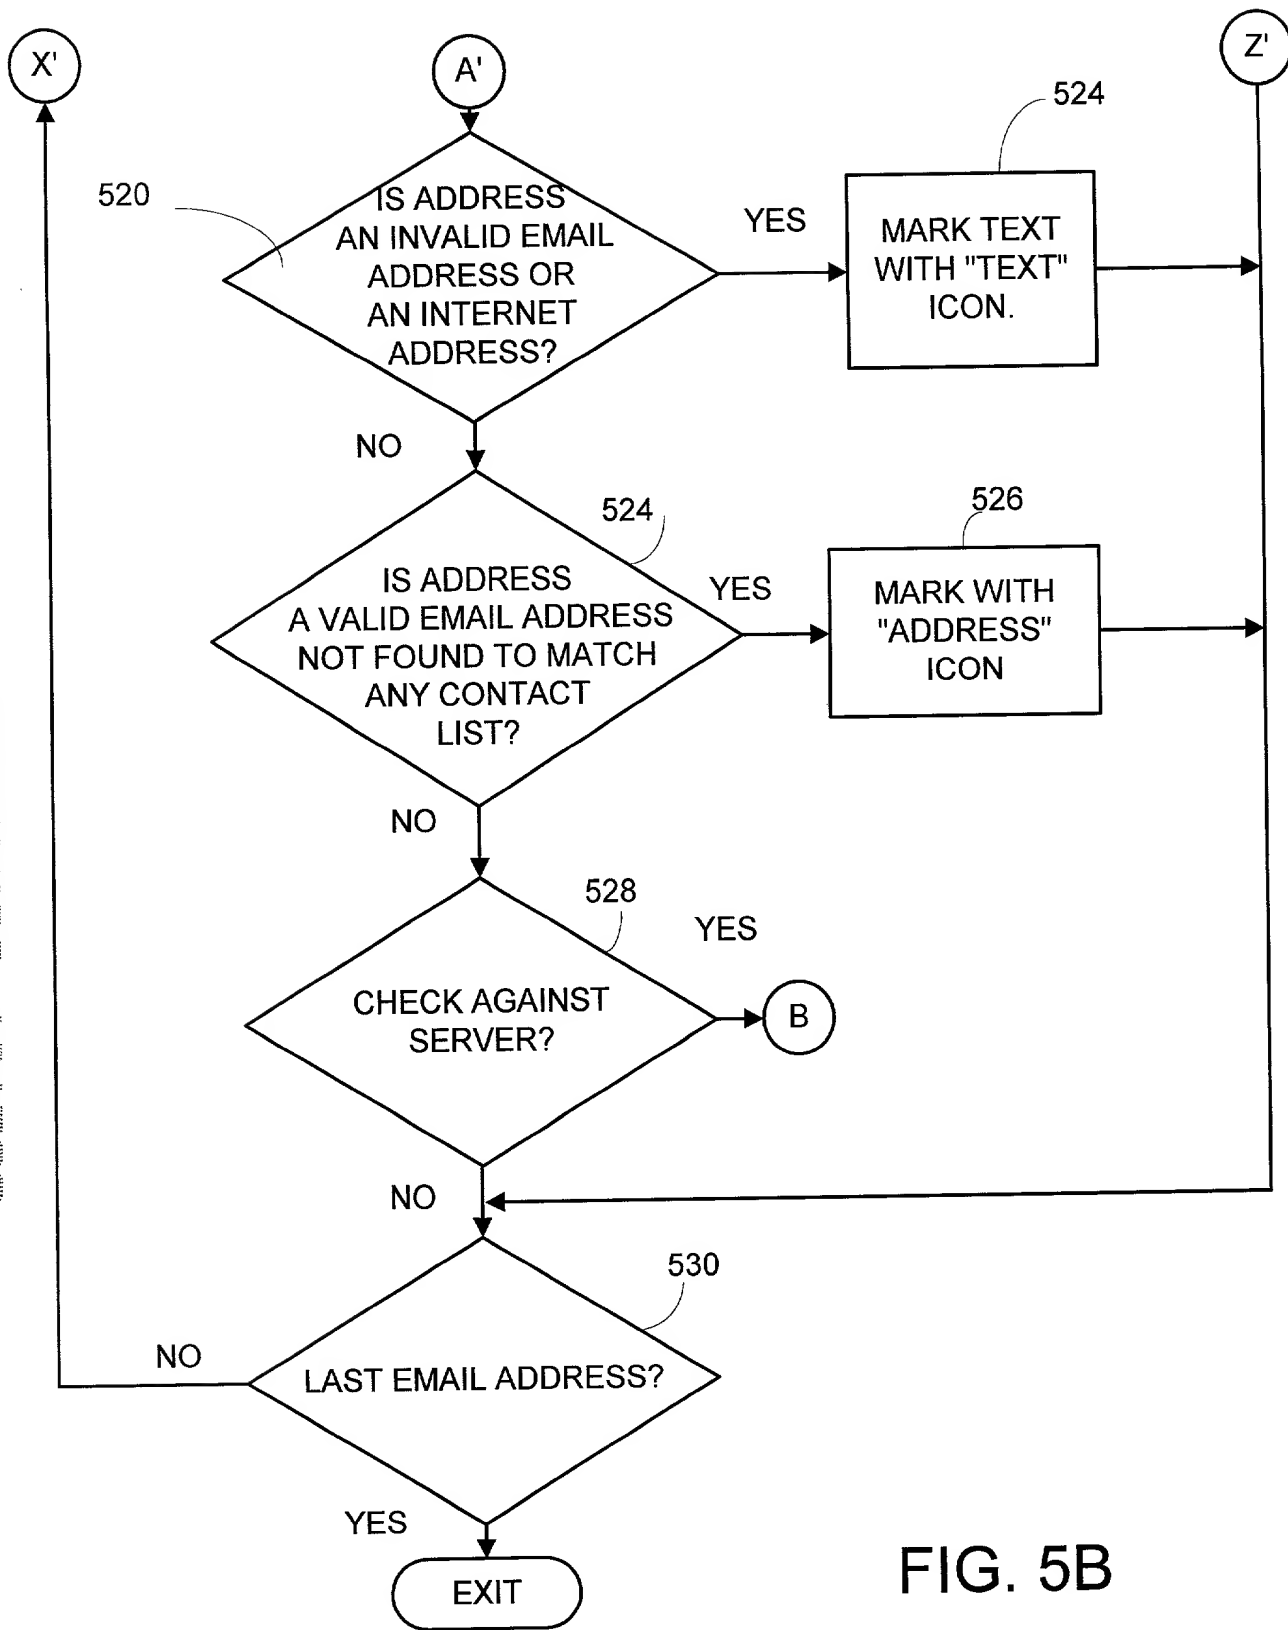 X'
A'
Z'
524
520
IS ADDRESS
AN INVALID EMAIL
ADDRESS OR
AN INTERNET
ADDRESS?
YES
MARK TEXT
WITH "TEXT"
ICON.
NO
524
526
IS ADDRESS
A VALID EMAIL ADDRESS
NOT FOUND TO MATCH
ANY CONTACT
LIST?
YES
MARK WITH
"ADDRESS"
ICON
NO
528
YES
CHECK AGAINST
SERVER?
B
NO
530
NO
LAST EMAIL ADDRESS?
YES
EXIT
FIG. 5B